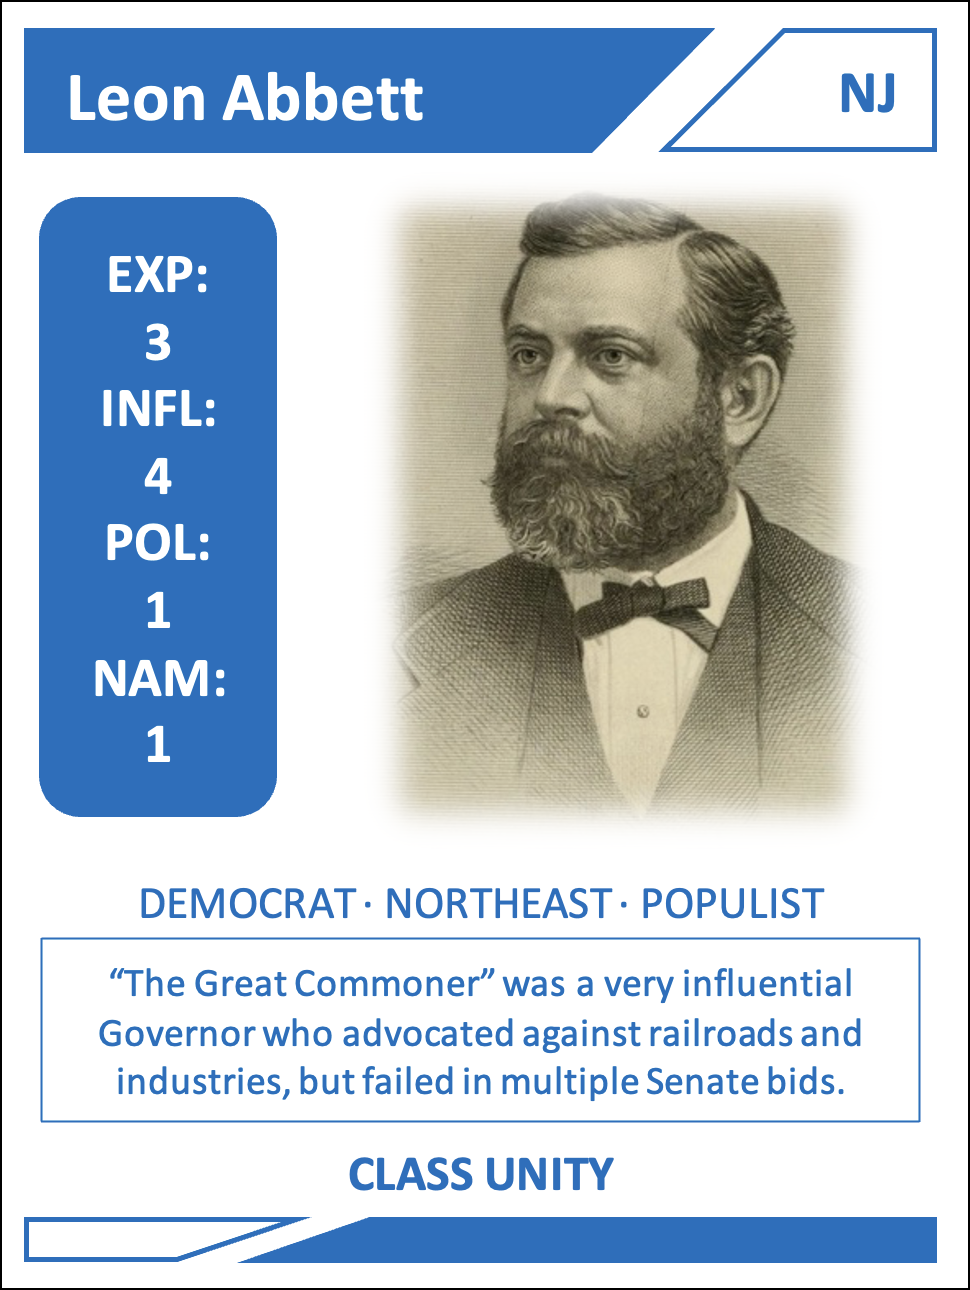 Leon Abbett
NJ
EXP:
3
INFL:
4
POL:
1
NAM:
1
DEMOCRAT · NORTHEAST · POPULIST
“The Great Commoner” was a very influential
Governor who advocated against railroads and
industries, but failed in multiple Senate bids.
CLASS UNITY